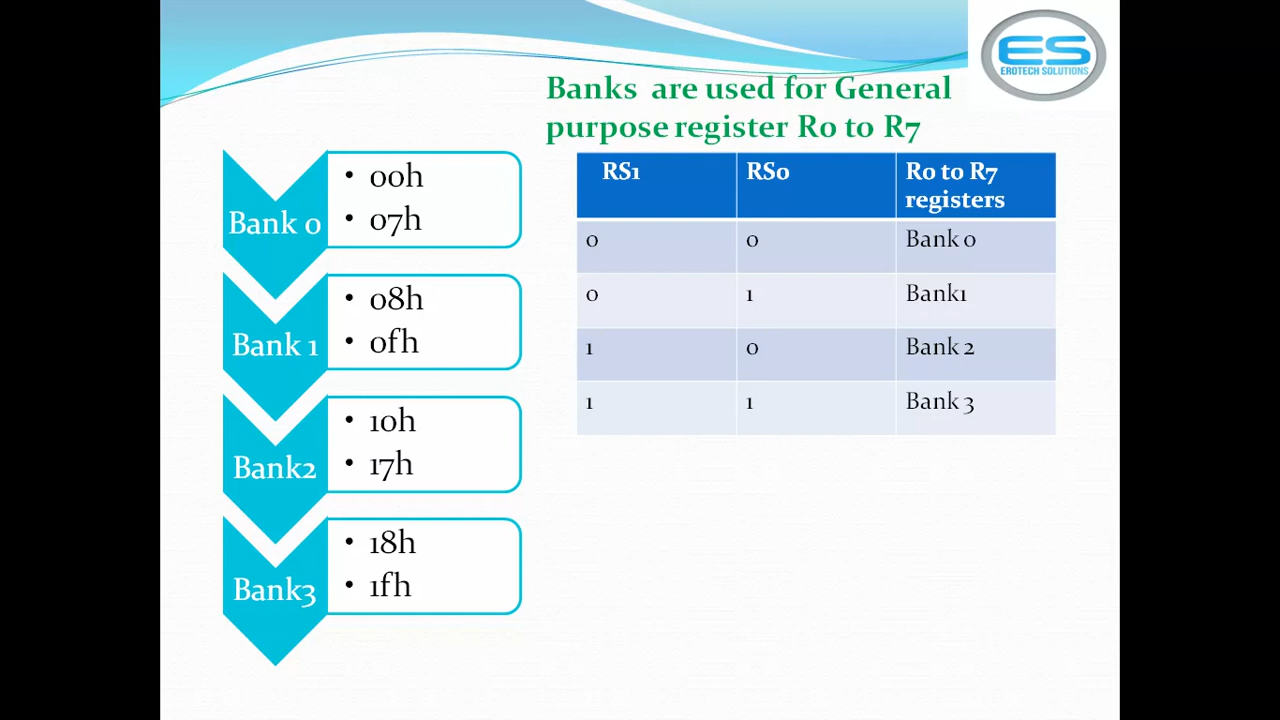 ES
EROTECH SOLUTIONS
Banks are used for General
purpose register R0 to R7
Bank 0
• 00h
• 07h
Bank 1
• 08h
• 0fh
Bank2
• 10h
• 17h
Bank3
• 18h
• 1fh
RS1 RS0 R0 to R7
registers
0 0 Bank 0
0 1 Bank1
1 0 Bank 2
1 1 Bank 3